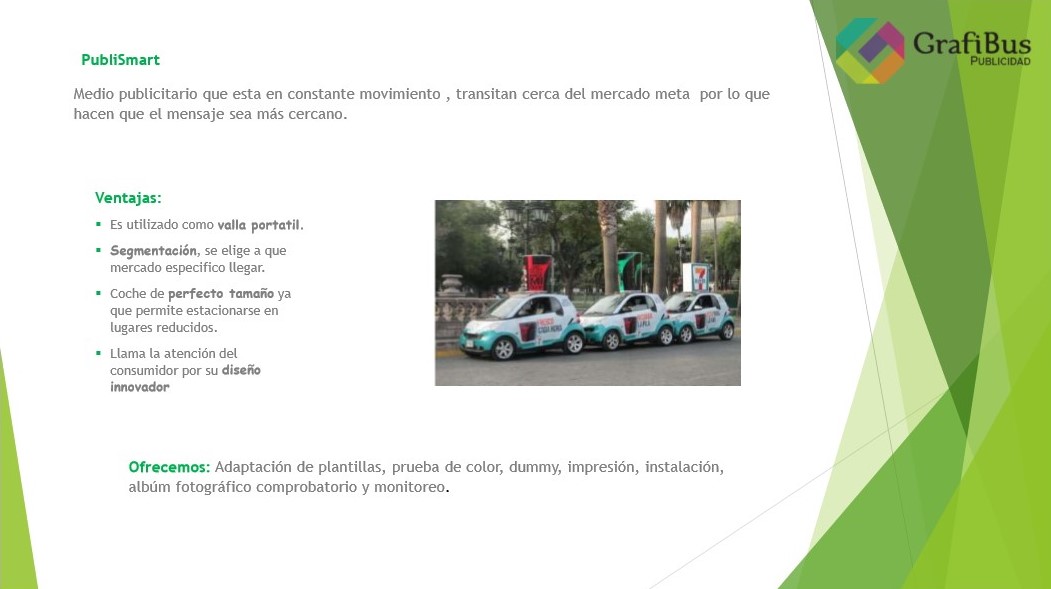 GrafiBus
PUBLICIDAD
PubliSmart
Medio publicitario que esta en constante movimiento , transitan cerca del mercado meta por lo que
hacen que el mensaje sea más cercano.
Ventajas:
Es utilizado como valla portatil.
Segmentación, se elige a que
mercado especifico llegar.
Coche de perfecto tamaño ya
que permite estacionarse en
lugares reducidos.
Llama la atención del
consumidor por su diseño
innovador
Ofrecemos: Adaptación de plantillas, prueba de color, dummy, impresión, instalación,
albúm fotográfico comprobatorio y monitoreo.